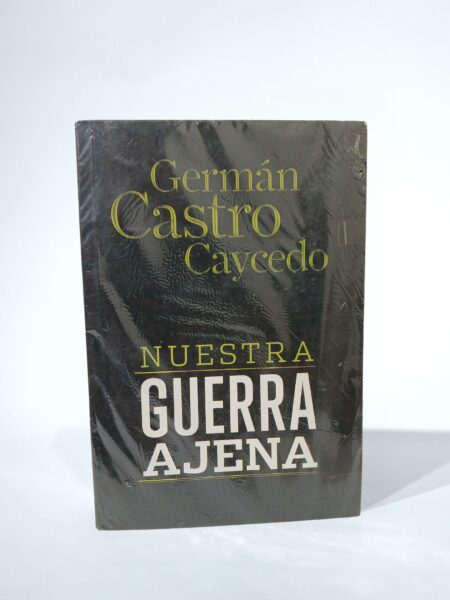 Germán
Castro
Caycedo
NUESTRA
GUERRA
AJENA